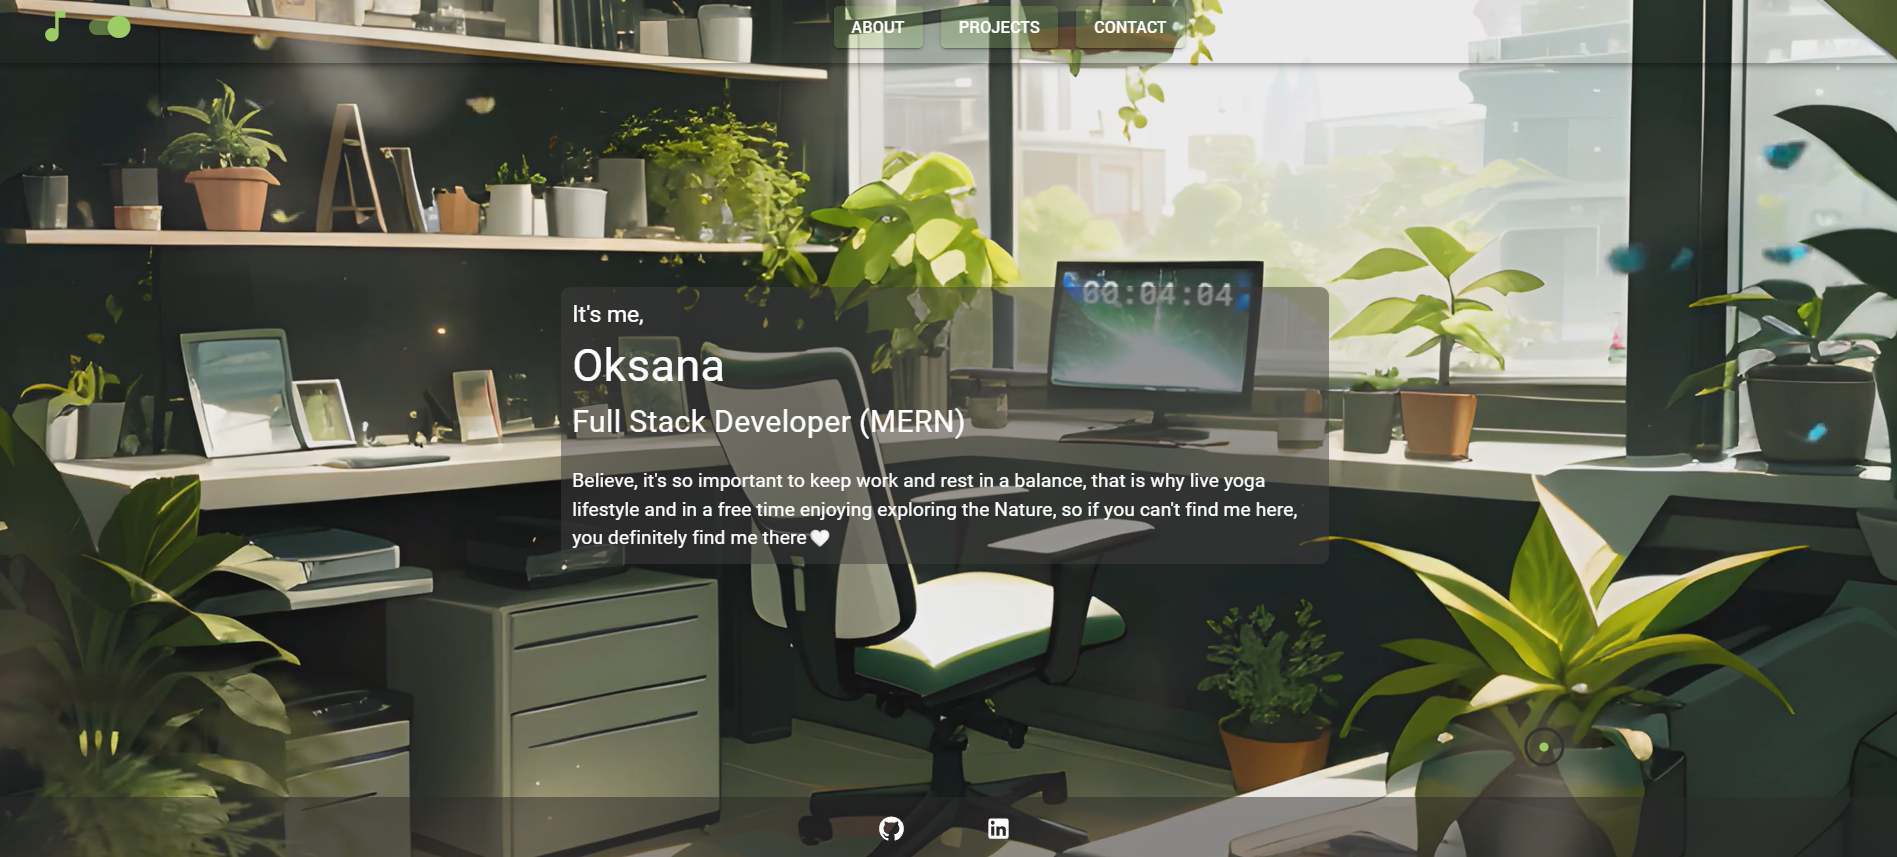 ABOUT PROJECTS CONTACT
00:04:04
It's me,
Oksana
Full Stack Developer (MERN)
Believe, it's so important to keep work and rest in a balance, that is why live yoga
lifestyle and in a free time enjoying exploring the Nature, so if you can't find me here,
you definitely find me there 🤍